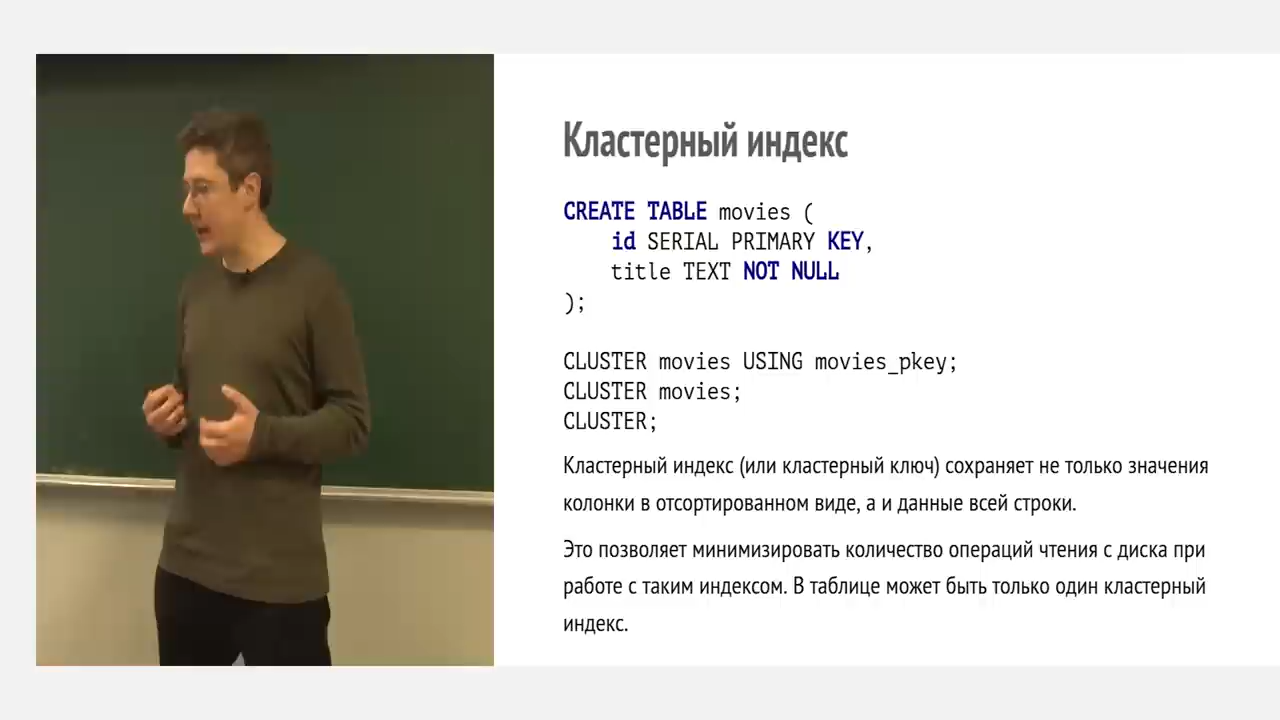 Кластерный индекс
CREATE TABLE movies (
    id SERIAL PRIMARY KEY,
    title TEXT NOT NULL
);
CLUSTER movies USING movies_pkey;
CLUSTER movies;
CLUSTER;
Кластерный индекс (или кластерный ключ) сохраняет не только значения
колонки в отсортированном виде, а и данные всей строки.
Это позволяет минимизировать количество операций чтения с диска при
работе с таким индексом. В таблице может быть только один кластерный
индекс.